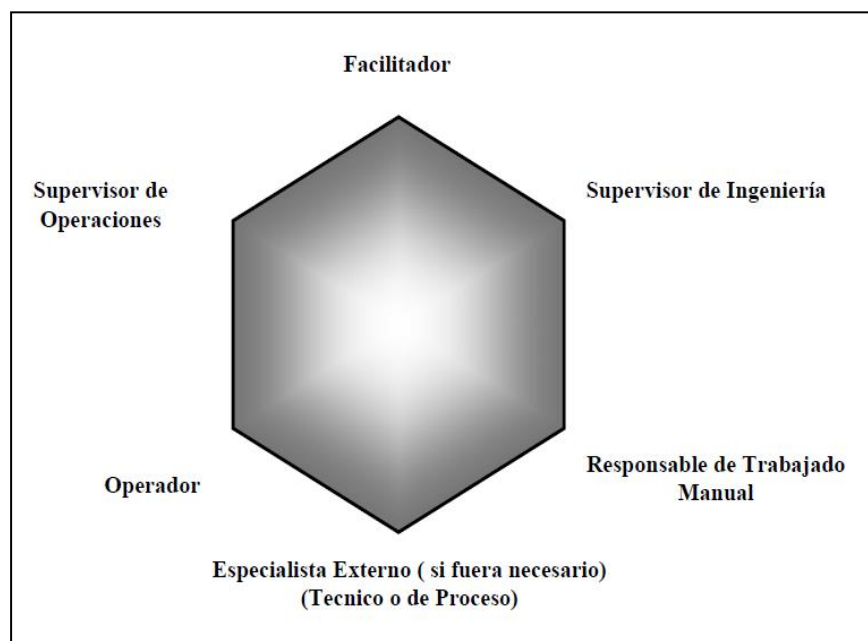 Facilitador
Supervisor de
Operaciones
Supervisor de Ingeniería
Operador
Responsable de Trabajado
Manual
Especialista Externo ( si fuera necesario)
(Tecnico o de Proceso)